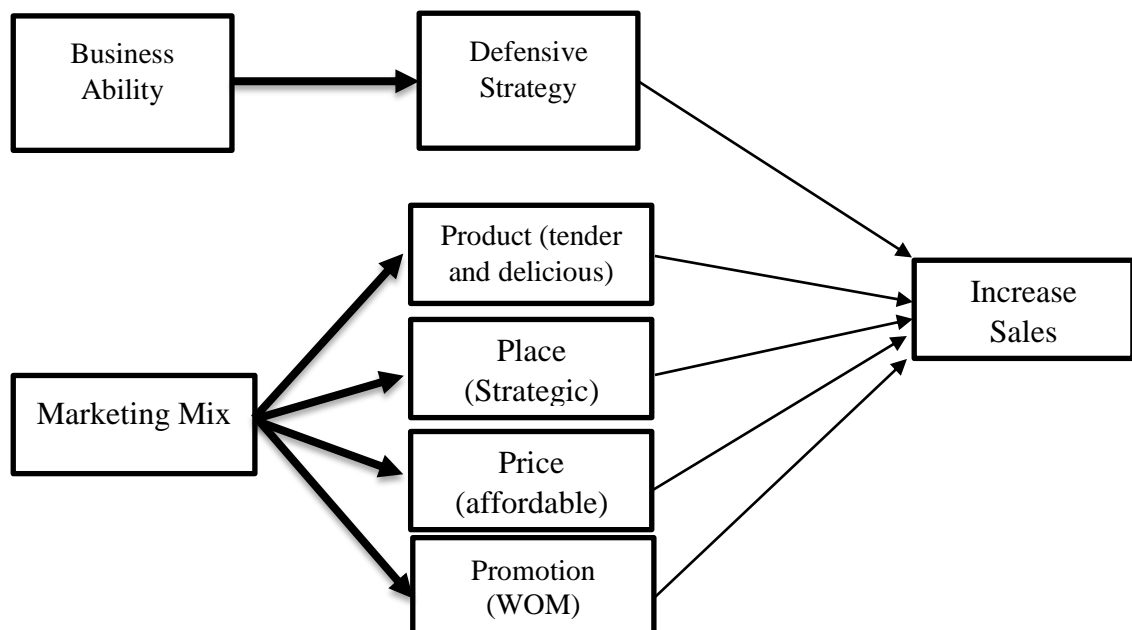 Business
Ability
Defensive
Strategy
Product (tender
and delicious)
Place
(Strategic)
Increase
Sales
Marketing Mix
Price
(affordable)
Promotion
(WOM)